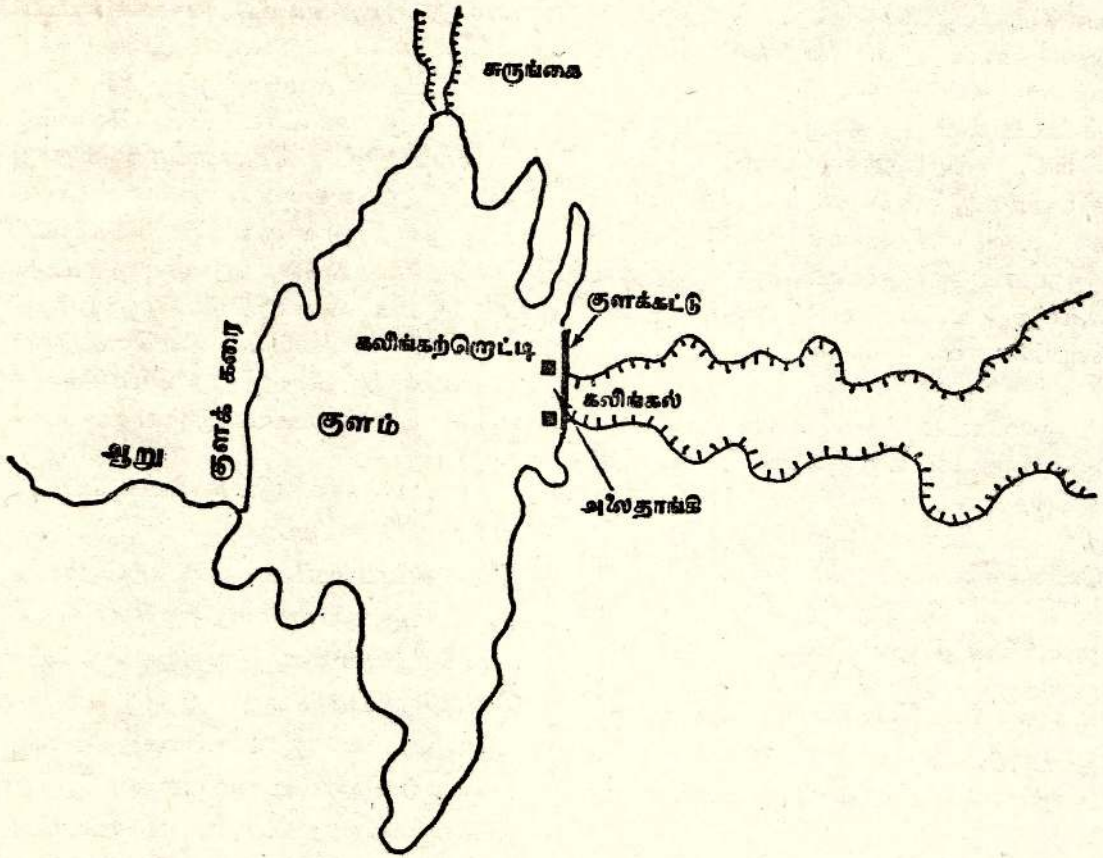 சுருங்கை
குளக்கட்டு
கலிங்கற்றொட்டி
குளக் கரை
கலிங்கல்
குளம்
ஆறு
அலைதாங்கி